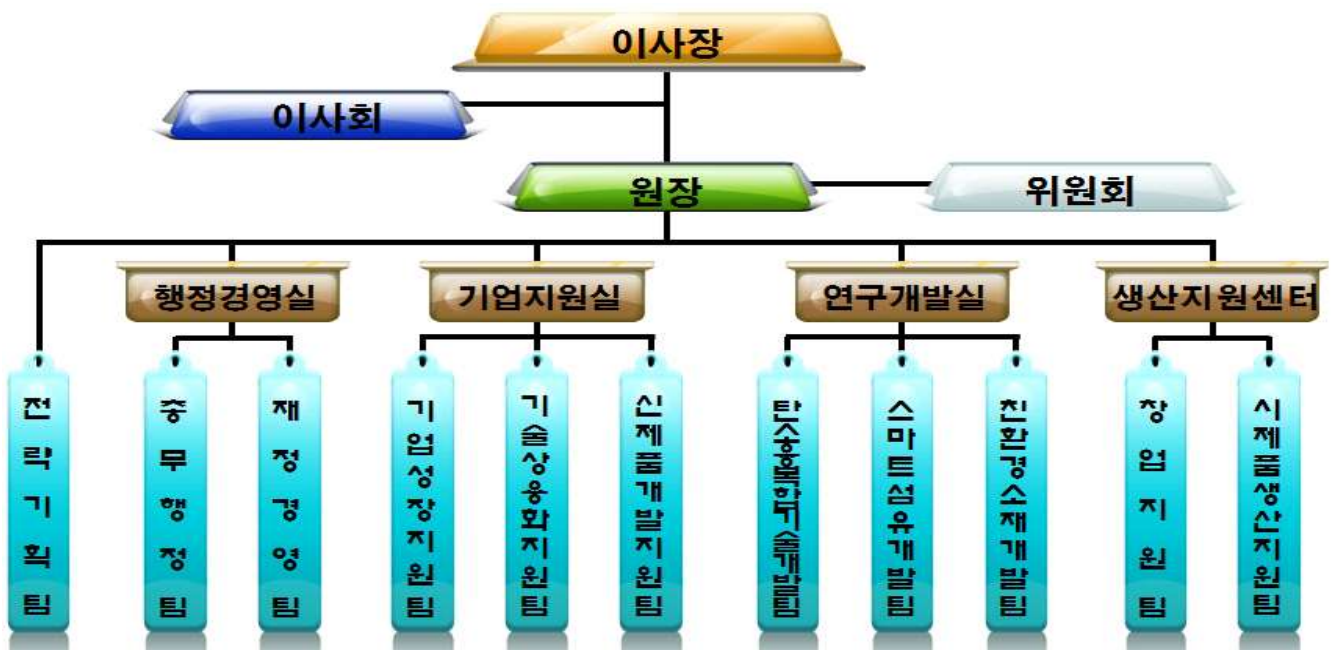 이사장
이사회
원장
위원회
행정경영실
기업지원실
연구개발실
생산지원센터
전략기획팀
총무행정팀
재정경영팀
기업성장지원팀
기술상용화지원팀
신제품개발지원팀
탄소융복합기술개발팀
스마트섬유개발팀
친환경소재개발팀
창업지원팀
시제품생산지원팀